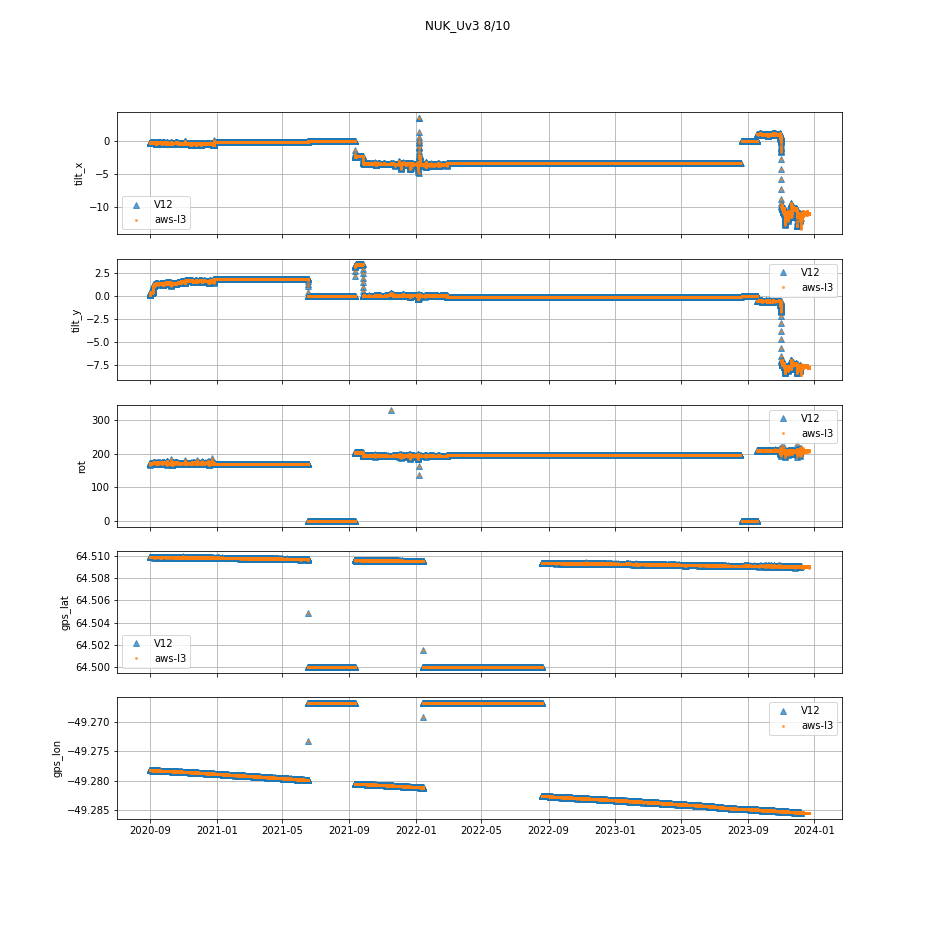 NUK_Uv3 8/10
tilt_x
0
−5
−10
V12
aws-l3
tilt_y
2.5
0.0
−2.5
−5.0
−7.5
V12
aws-l3
rot
300
200
100
0
V12
aws-l3
gps_lat
64.510
64.508
64.506
64.504
64.502
64.500
V12
aws-l3
gps_lon
−49.270
−49.275
−49.280
−49.285
V12
aws-l3
2020-09 2021-01 2021-05 2021-09 2022-01 2022-05 2022-09 2023-01 2023-05 2023-09 2024-01